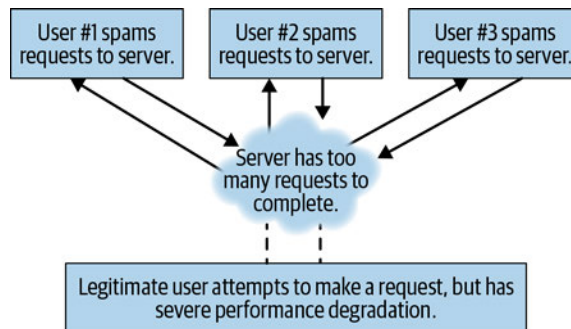 User #1 spams
requests to server.
User #2 spams
requests to server.
User #3 spams
requests to server.
Server has too
many requests to
complete.
Legitimate user attempts to make a request, but has
severe performance degradation.